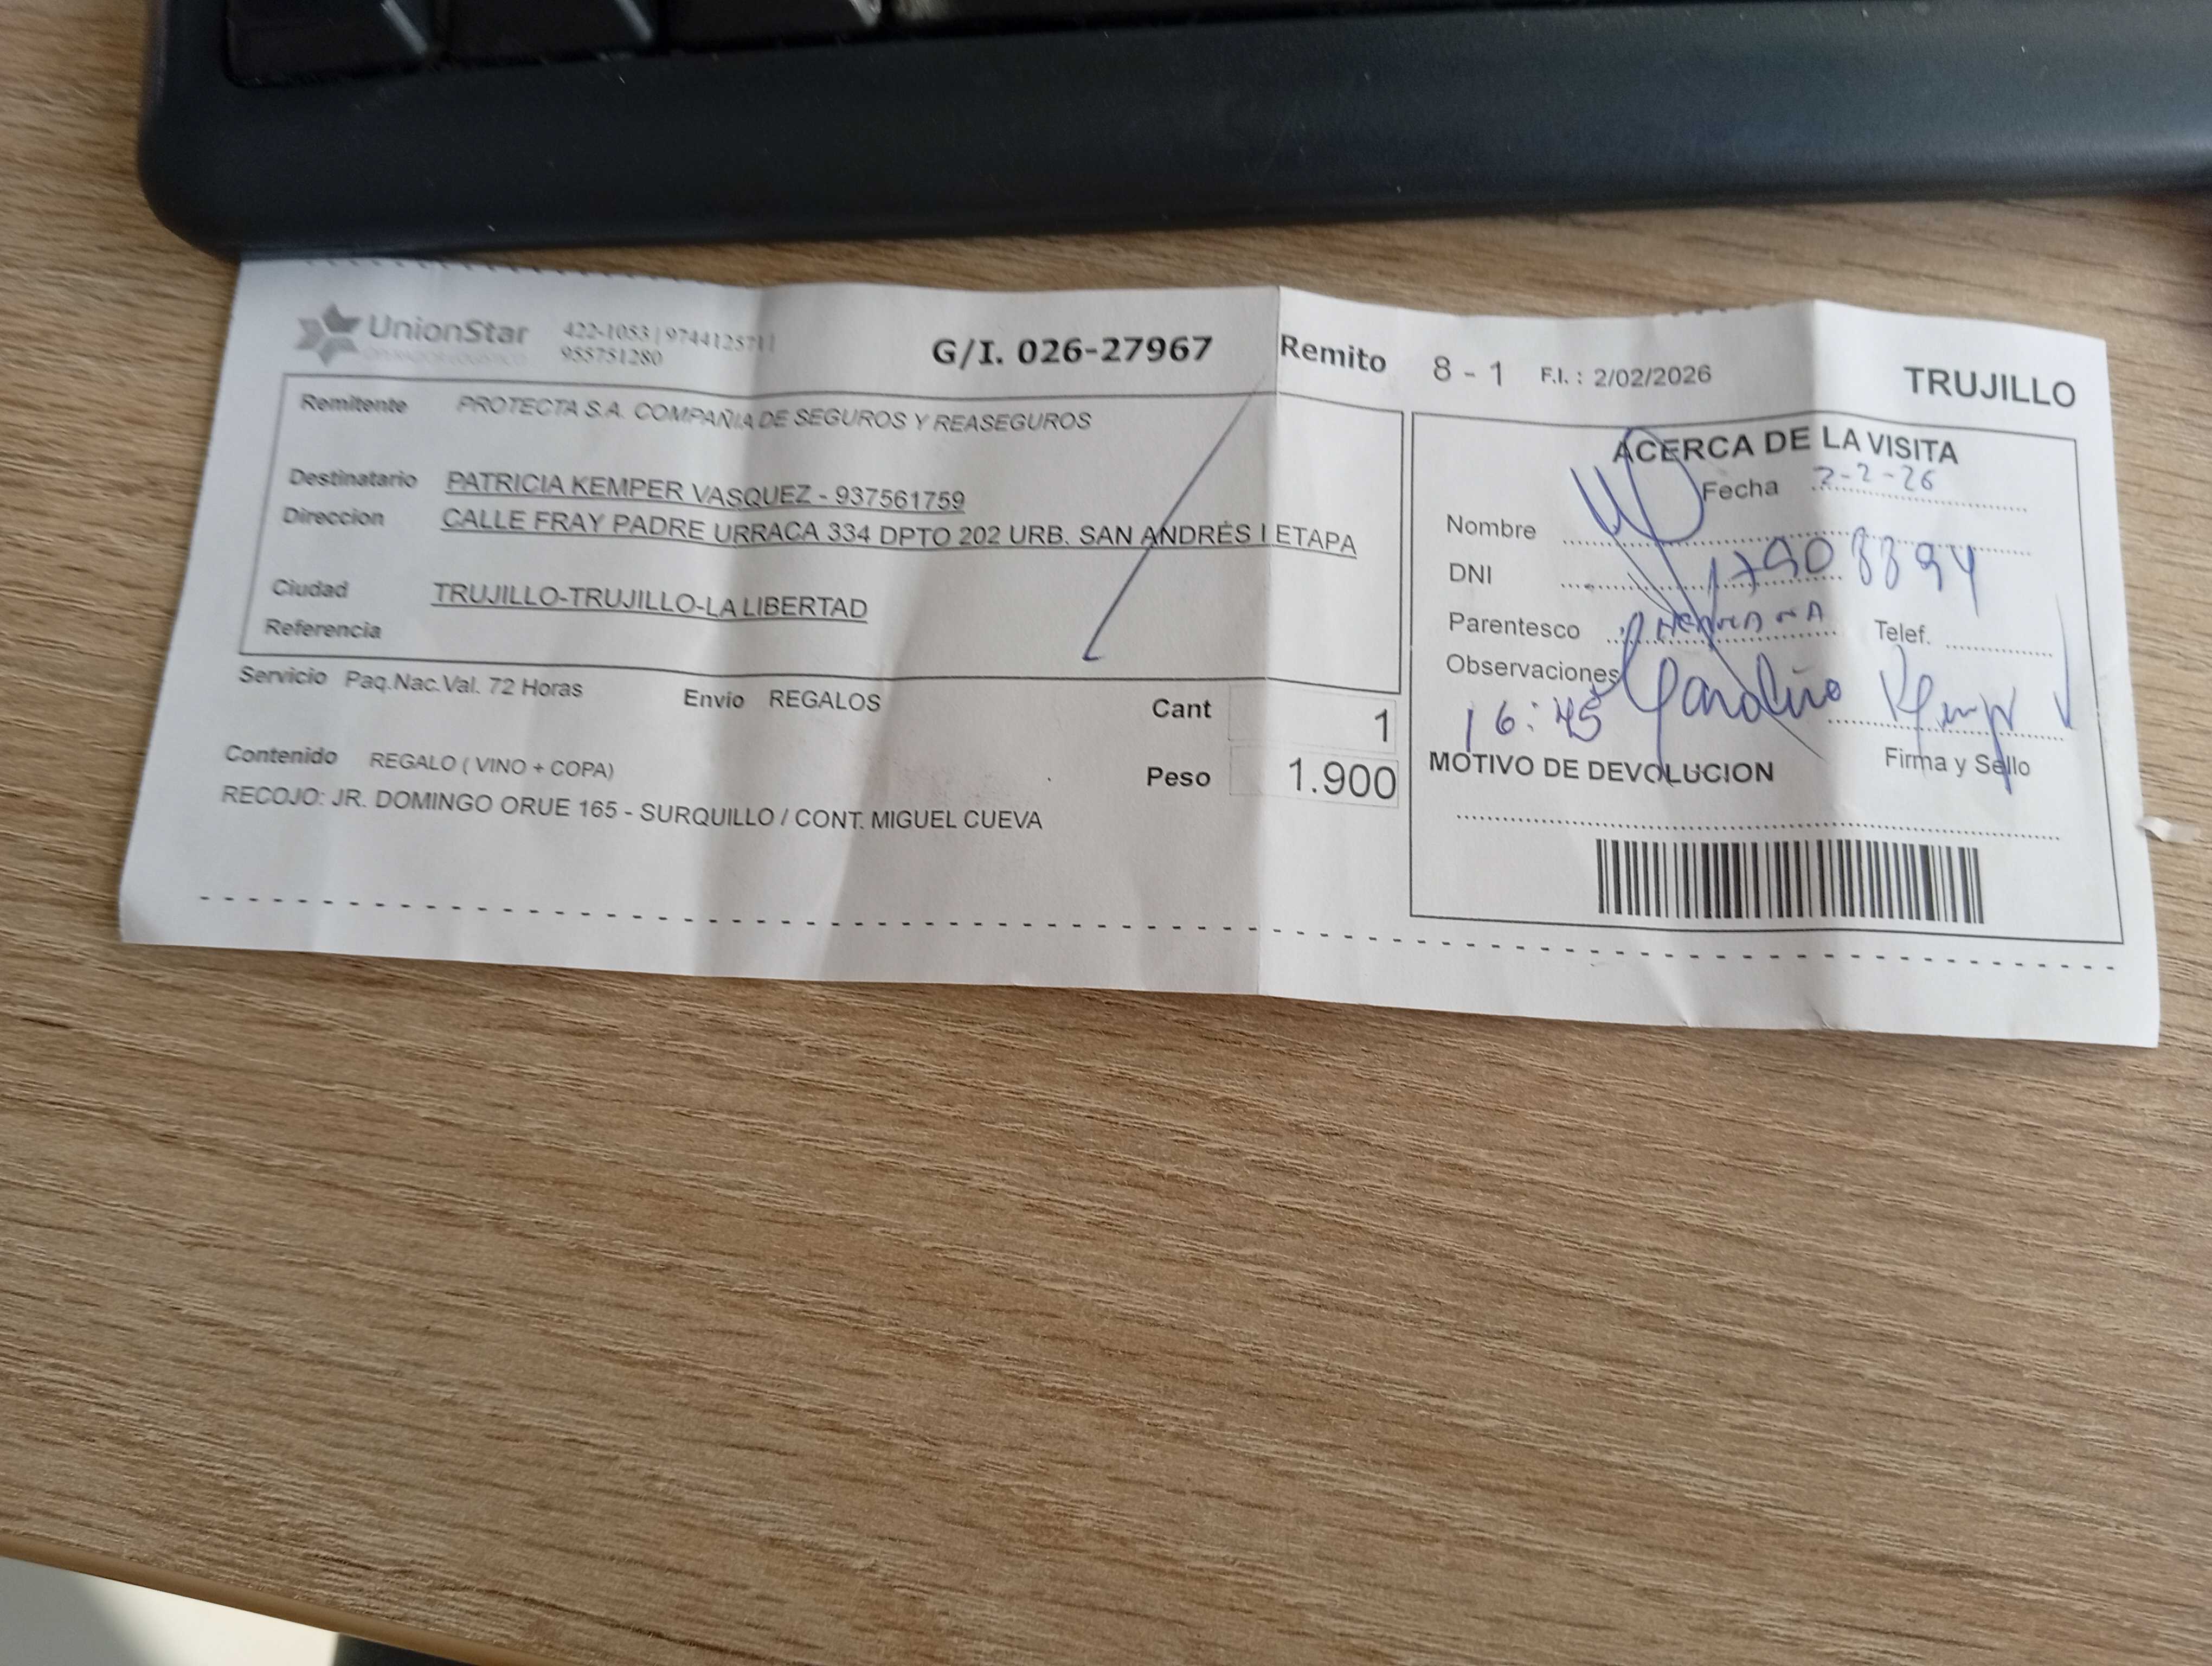 UnionStar 422-1053 | 9744125711
955751280
G/I. 026-27967 Remito 8 - 1 F.I. : 2/02/2026 TRUJILLO
Remitente PROTECTA S.A. COMPAÑIA DE SEGUROS Y REASEGUROS
Destinatario PATRICIA KEMPER VASQUEZ - 937561759
Direccion CALLE FRAY PADRE URRACA 334 DPTO 202 URB. SAN ANDRÉS I ETAPA
Ciudad TRUJILLO-TRUJILLO-LA LIBERTAD
Referencia
Servicio Paq.Nac.Val. 72 Horas Envio REGALOS Cant 1
Contenido REGALO ( VINO + COPA) Peso 1.900
RECOJO: JR. DOMINGO ORUE 165 - SURQUILLO / CONT. MIGUEL CUEVA
ACERCA DE LA VISITA
Fecha 2-2-26
Nombre
DNI 17908894
Parentesco Telef.
Observaciones
16:45
Firma y Sello
MOTIVO DE DEVOLUCION